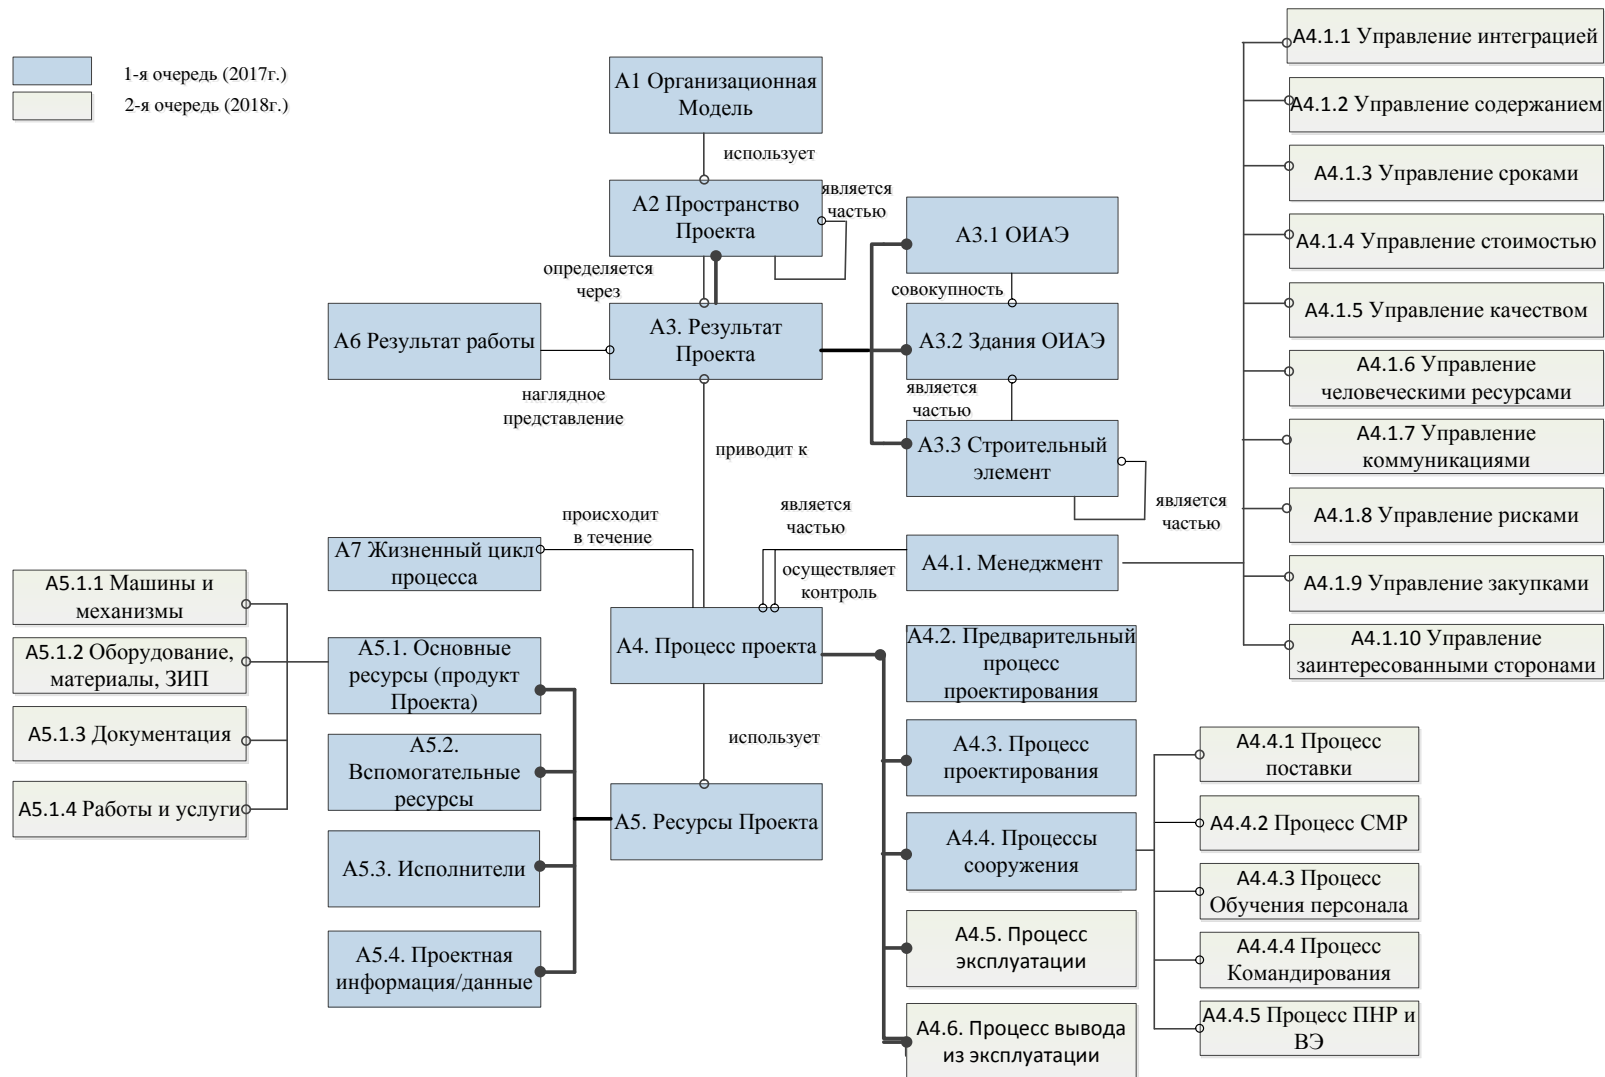 1-я очередь (2017г.)
2-я очередь (2018г.)
А1 Организационная
Модель
использует
А2 Пространство
Проекта
является
частью
определяется
через
А6 Результат работы
А3. Результат
Проекта
наглядное
представление
приводит к
А3.1 ОИАЭ
совокупность
А3.2 Здания ОИАЭ
является
частью
А3.3 Строительный
элемент
является
частью
происходит
в течение
А7 Жизненный цикл
процесса
является
частью
осуществляет
контроль
А4.1. Менеджмент
А4.1.1 Управление интеграцией
А4.1.2 Управление содержанием
А4.1.3 Управление сроками
А4.1.4 Управление стоимостью
А4.1.5 Управление качеством
А4.1.6 Управление
человеческими ресурсами
А4.1.7 Управление
коммуникациями
А4.1.8 Управление рисками
А4.1.9 Управление закупками
А4.1.10 Управление
заинтересованными сторонами
А5.1.1 Машины и
механизмы
А5.1.2 Оборудование,
материалы, ЗИП
А5.1.3 Документация
А5.1.4 Работы и услуги
А5.1. Основные
ресурсы (продукт
Проекта)
А5.2.
Вспомогательные
ресурсы
А5.3. Исполнители
А5.4. Проектная
информация/данные
А4. Процесс проекта
использует
А5. Ресурсы Проекта
А4.2. Предварительный
процесс
проектирования
А4.3. Процесс
проектирования
А4.4. Процессы
сооружения
А4.5. Процесс
эксплуатации
А4.6. Процесс вывода
из эксплуатации
А4.4.1 Процесс
поставки
А4.4.2 Процесс СМР
А4.4.3 Процесс
Обучения персонала
А4.4.4 Процесс
Командирования
А4.4.5 Процесс ПНР и
ВЭ